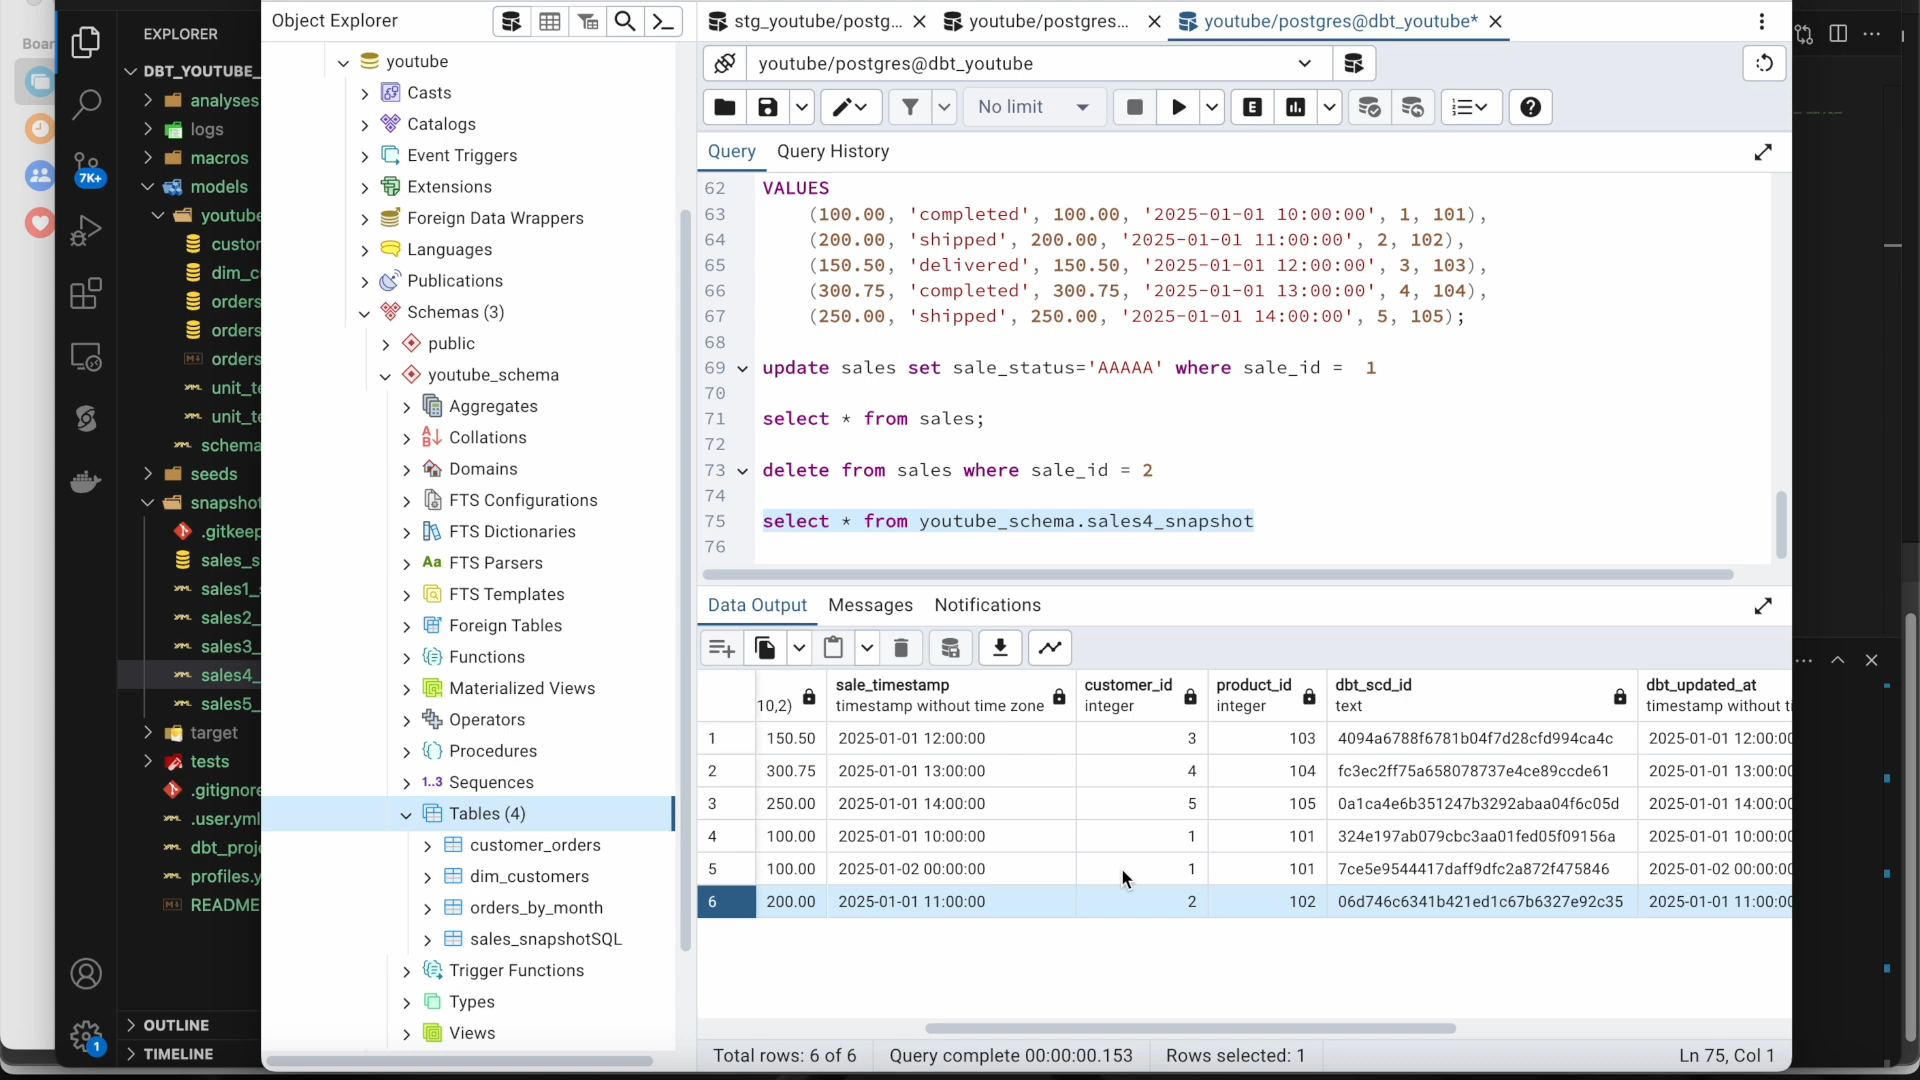 Boar
EXPLORER
DBT_YOUTUBE_
analyses
logs
macros
models
youtube
custor
dim_c
orders
orders
orders
unit_te
unit_te
schema
seeds
snapshot
.gitkeep
sales_s
sales1_
sales2_
sales3_
sales4_
sales5_
target
tests
.gitignore
.user.yml
dbt_proje
profiles.y
README
OUTLINE
TIMELINE
7K+
1
Object Explorer
youtube
Casts
Catalogs
Event Triggers
Extensions
Foreign Data Wrappers
Languages
Publications
Schemas (3)
public
youtube_schema
Aggregates
Collations
Domains
FTS Configurations
FTS Dictionaries
Aa FTS Parsers
FTS Templates
Foreign Tables
Functions
Materialized Views
Operators
Procedures
1..3 Sequences
Tables (4)
customer_orders
dim_customers
orders_by_month
sales_snapshotSQL
Trigger Functions
Types
Views
stg_youtube/postg... youtube/postgres... youtube/postgres@dbt_youtube*
youtube/postgres@dbt_youtube
No limit
E
Query Query History
62 VALUES
63 (100.00, 'completed', 100.00, '2025-01-01 10:00:00', 1, 101),
64 (200.00, 'shipped', 200.00, '2025-01-01 11:00:00', 2, 102),
65 (150.50, 'delivered', 150.50, '2025-01-01 12:00:00', 3, 103),
66 (300.75, 'completed', 300.75, '2025-01-01 13:00:00', 4, 104),
67 (250.00, 'shipped', 250.00, '2025-01-01 14:00:00', 5, 105);
68
69 update sales set sale_status='AAAAA' where sale_id = 1
70
71 select * from sales;
72
73 delete from sales where sale_id = 2
74
75 select * from youtube_schema.sales4_snapshot
76
Data Output Messages Notifications
sale_timestamp customer_id product_id dbt_scd_id dbt_updated_at
10,2) timestamp without time zone integer integer text timestamp without ti
1 150.50 2025-01-01 12:00:00 3 103 4094a6788f6781b04f7d28cfd994ca4c 2025-01-01 12:00:00
2 300.75 2025-01-01 13:00:00 4 104 fc3ec2ff75a658078737e4ce89ccde61 2025-01-01 13:00:00
3 250.00 2025-01-01 14:00:00 5 105 0a1ca4e6b351247b3292abaa04f6c05d 2025-01-01 14:00:00
4 100.00 2025-01-01 10:00:00 1 101 324e197ab079cbc3aa01fed05f09156a 2025-01-01 10:00:00
5 100.00 2025-01-02 00:00:00 1 101 7ce5e9544417daff9dfc2a872f475846 2025-01-02 00:00:00
6 200.00 2025-01-01 11:00:00 2 102 06d746c6341b421ed1c67b6327e92c35 2025-01-01 11:00:00
Total rows: 6 of 6 Query complete 00:00:00.153 Rows selected: 1 Ln 75, Col 1